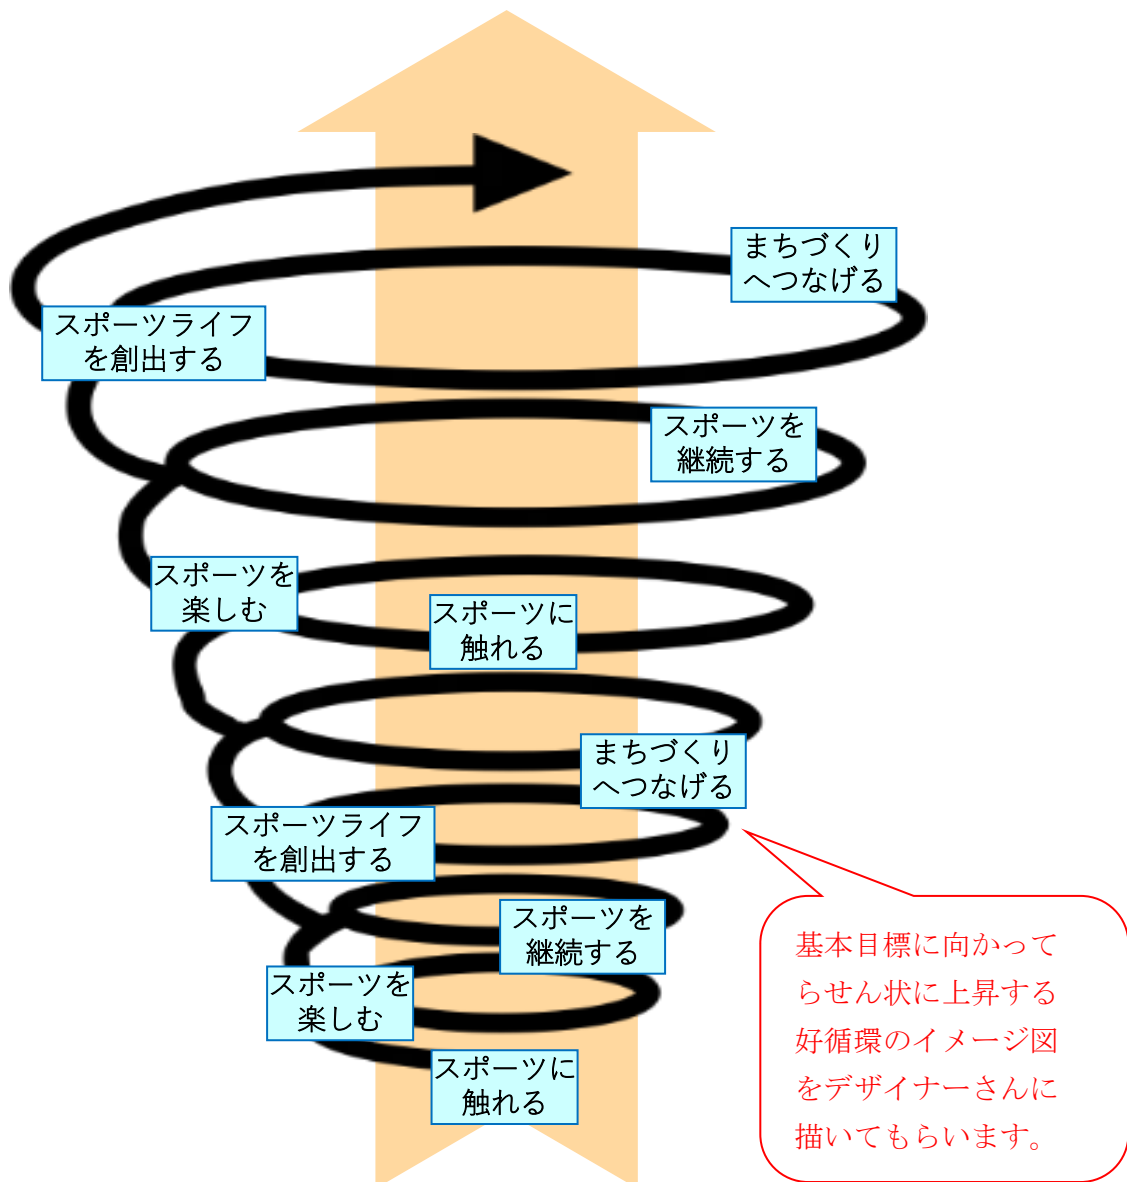 まちづくり
へつなげる
スポーツライフ
を創出する
スポーツを
継続する
スポーツを
楽しむ
スポーツに
触れる
まちづくり
へつなげる
スポーツライフ
を創出する
スポーツを
継続する
スポーツを
楽しむ
スポーツに
触れる
基本目標に向かって
らせん状に上昇する
好循環のイメージ図
をデザイナーさんに
描いてもらいます。